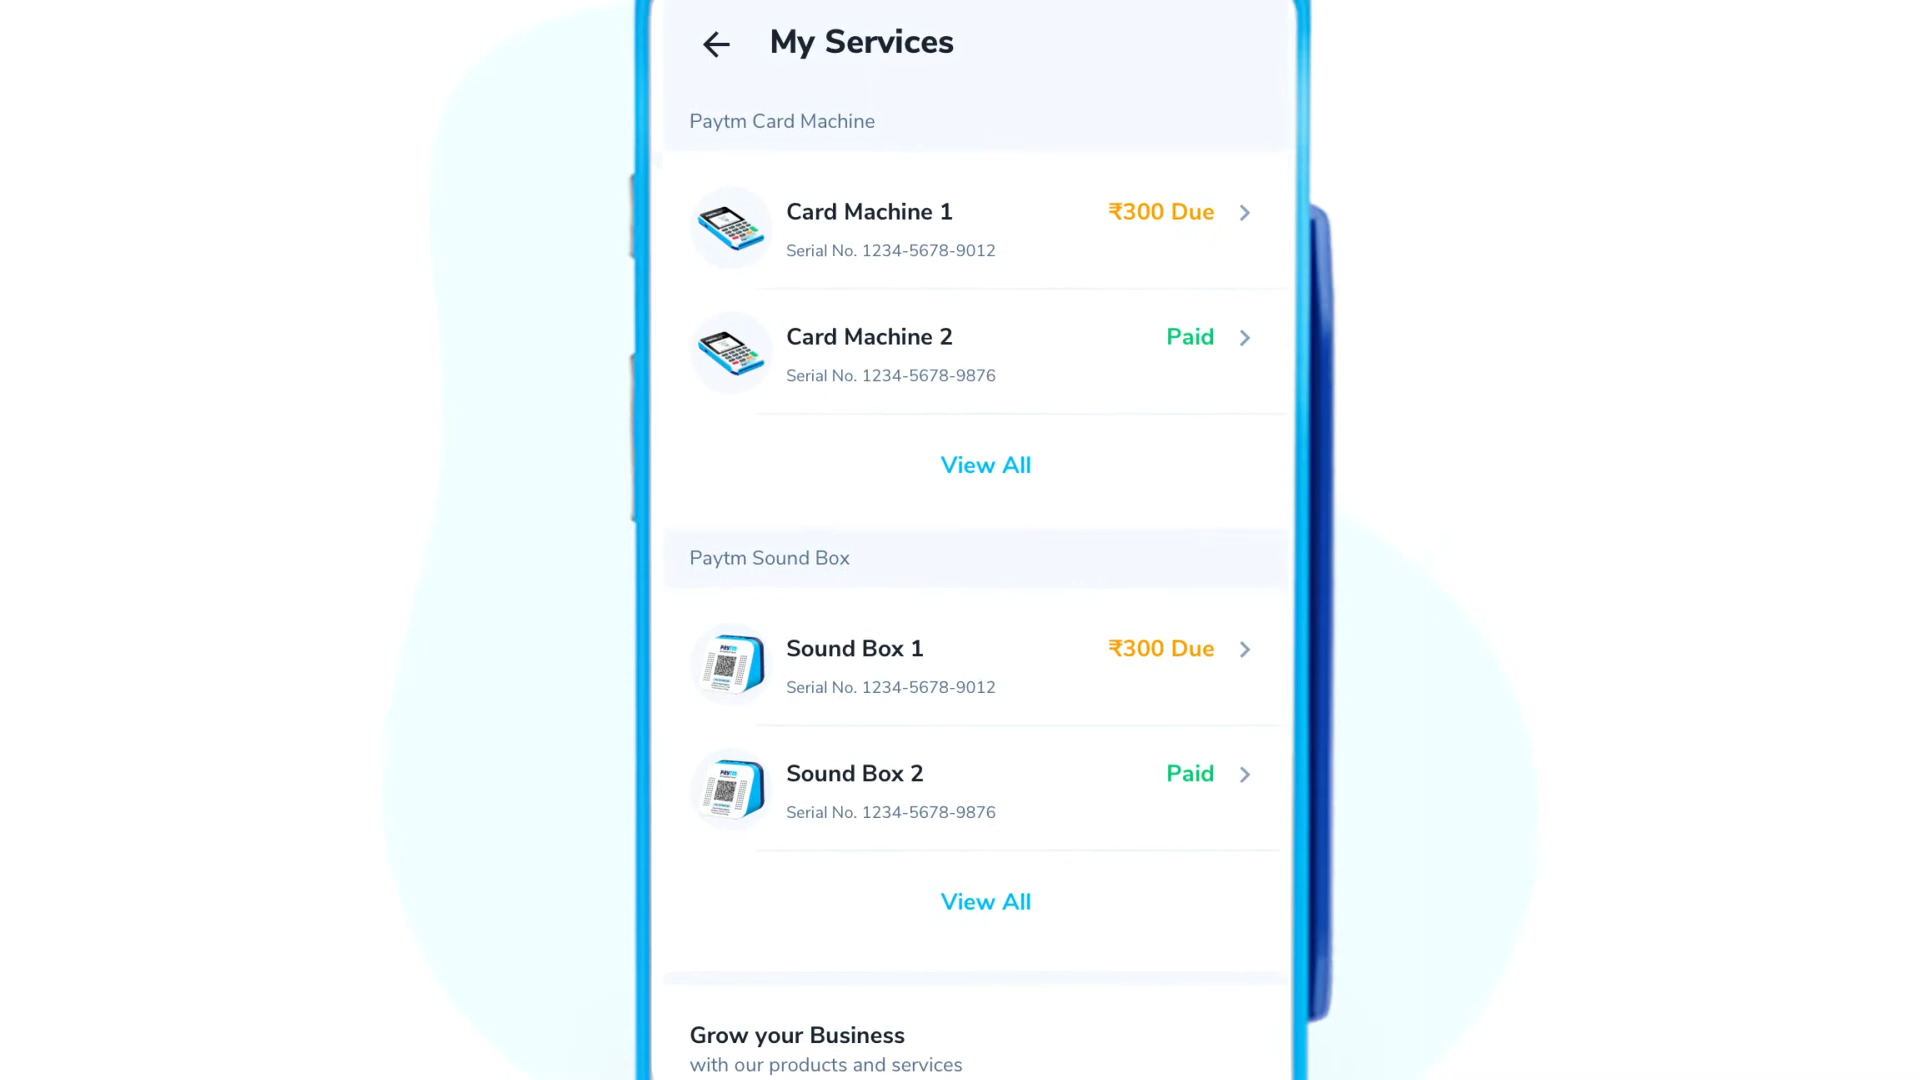 My Services
Paytm Card Machine
Card Machine 1
₹300 Due
Serial No. 1234-5678-9012
Card Machine 2
Paid
Serial No. 1234-5678-9876
View All
Paytm Sound Box
Sound Box 1
₹300 Due
Serial No. 1234-5678-9012
Sound Box 2
Paid
Serial No. 1234-5678-9876
View All
Grow your Business
with our products and services